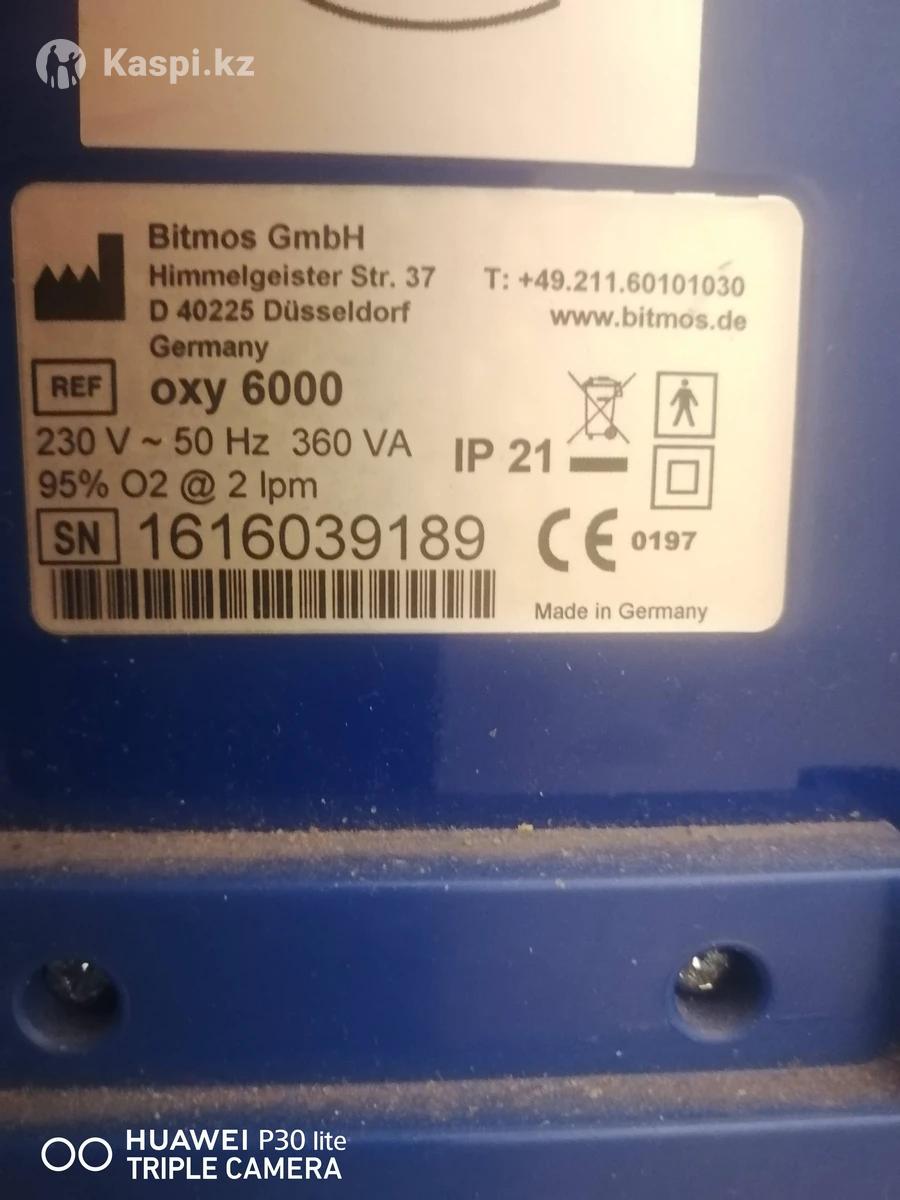 Kaspi.kz
Bitmos GmbH
Himmelgeister Str. 37
T: +49.211.60101030
D 40225 Düsseldorf
www.bitmos.de
Germany
REF oxy 6000
230 V ~ 50 Hz 360 VA
IP 21
95% O2 @ 2 lpm
SN 1616039189
CE 0197
Made in Germany
HUAWEI P30 lite
TRIPLE CAMERA